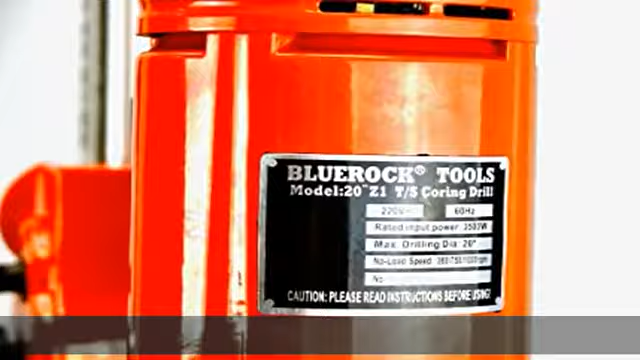 BLUEROCK® TOOLS
Model:20"Z1 T/S Coring Drill
220V~ 60Hz
Rated input power: 3500W
Max. Drilling Dia: 20"
No-Load Speed:
No
CAUTION: PLEASE READ INSTRUCTIONS BEFORE USING!